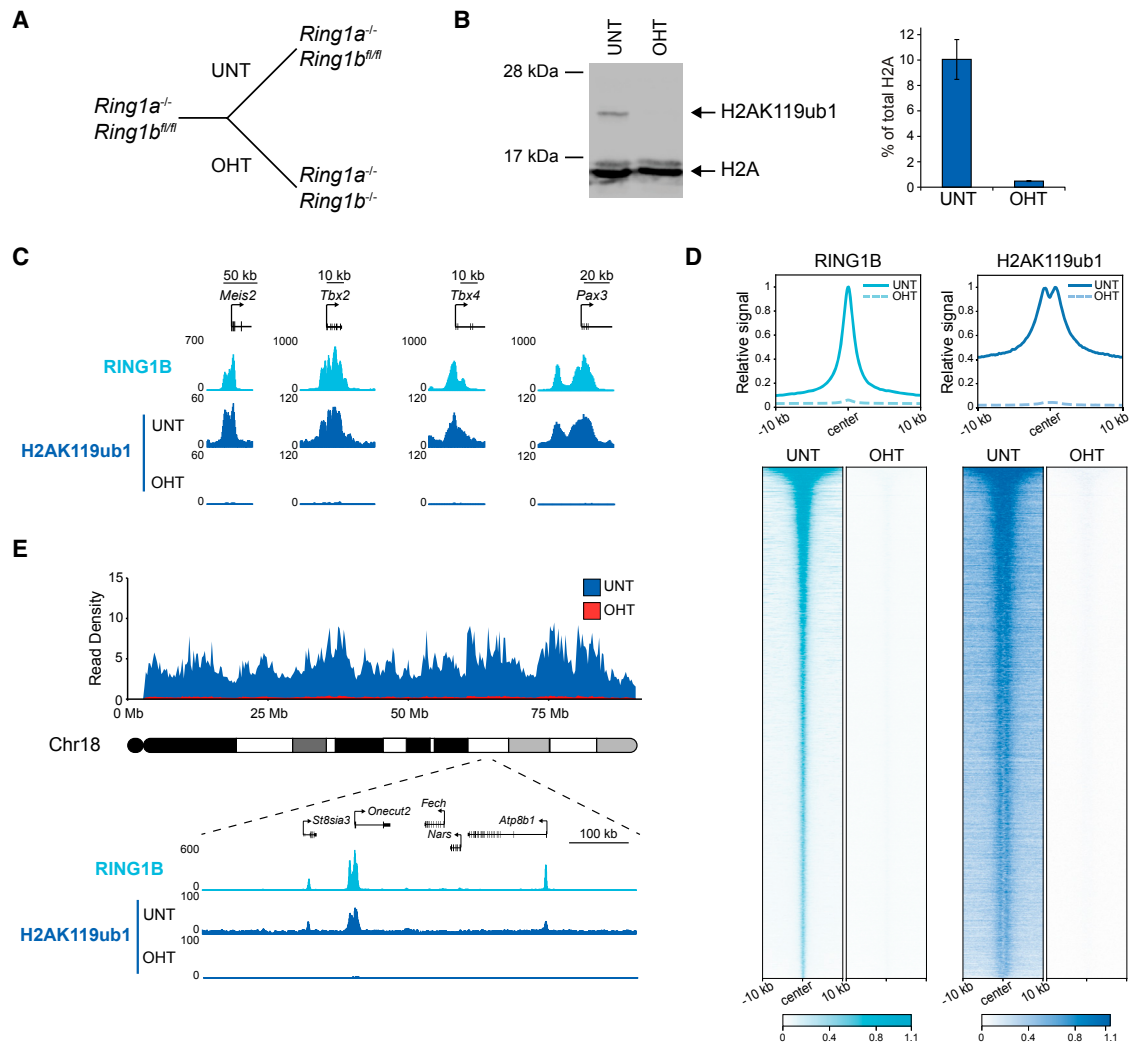 A
UNT
OHT
Ring1a-/-
Ring1bfl/fl
Ring1a-/-
Ring1bfl/fl
Ring1a-/-
Ring1b-/-
B
UNT
OHT
28 kDa
17 kDa
H2AK119ub1
H2A
% of total H2A
12
10
8
6
4
2
0
UNT
OHT
C
50 kb
10 kb
10 kb
20 kb
Meis2
Tbx2
Tbx4
Pax3
RING1B
700
0
1000
0
1000
0
1000
0
H2AK119ub1
UNT
60
0
120
0
120
0
120
0
OHT
60
0
120
0
120
0
120
0
D
RING1B
H2AK119ub1
Relative signal
1
0.8
0.6
0.4
0.2
0
UNT
OHT
-10 kb
center
10 kb
Relative signal
1
0.8
0.6
0.4
0.2
0
UNT
OHT
-10 kb
center
10 kb
UNT
OHT
UNT
OHT
-10 kb
center
10 kb
-10 kb
center
10 kb
0
0.4
0.8
1.1
0
0.4
0.8
1.1
E
Read Density
15
10
5
0
UNT
OHT
0 Mb
25 Mb
50 Mb
75 Mb
Chr18
St8sia3
Onecut2
Fech
Nars
Atp8b1
100 kb
RING1B
600
0
H2AK119ub1
UNT
100
0
OHT
100
0